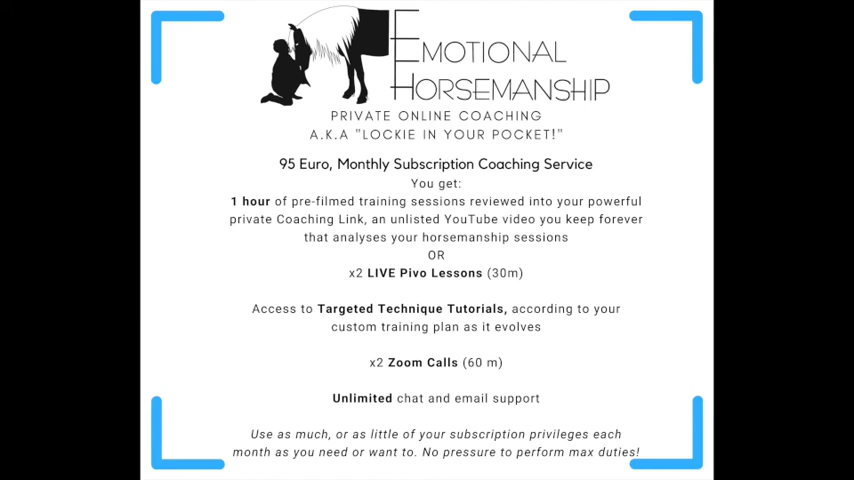 EMOTIONAL
HORSEMANSHIP
PRIVATE ONLINE COACHING
A.K.A "LOCKIE IN YOUR POCKET!"
95 Euro, Monthly Subscription Coaching Service
You get:
1 hour of pre-filmed training sessions reviewed into your powerful
private Coaching Link, an unlisted YouTube video you keep forever
that analyses your horsemanship sessions
OR
x2 LIVE Pivo Lessons (30m)
Access to Targeted Technique Tutorials, according to your
custom training plan as it evolves
x2 Zoom Calls (60 m)
Unlimited chat and email support
Use as much, or as little of your subscription privileges each
month as you need or want to. No pressure to perform max duties!